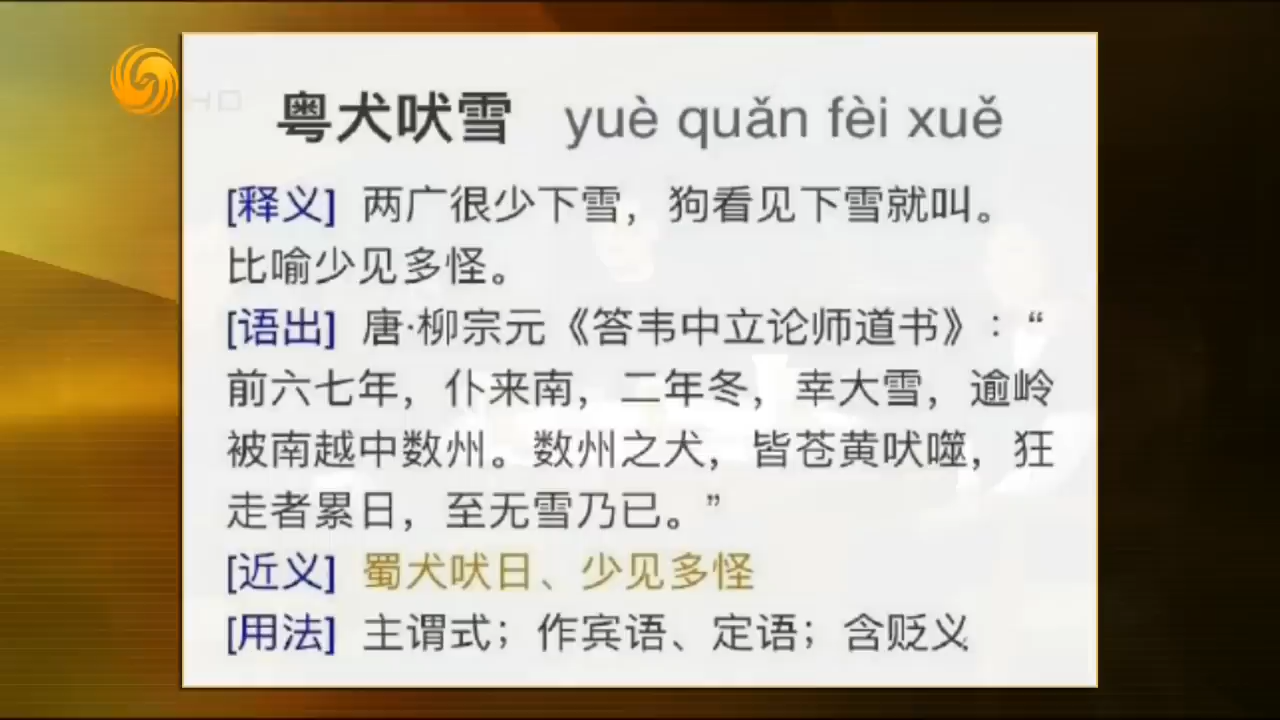 粤犬吠雪 yuè quǎn fèi xuě
[释义] 两广很少下雪，狗看见下雪就叫。
比喻少见多怪。
[语出] 唐·柳宗元《答韦中立论师道书》：“
前六七年，仆来南，二年冬，幸大雪，逾岭
被南越中数州。数州之犬，皆苍黄吠噬，狂
走者累日，至无雪乃已。”
[近义] 蜀犬吠日、少见多怪
[用法] 主谓式；作宾语、定语；含贬义